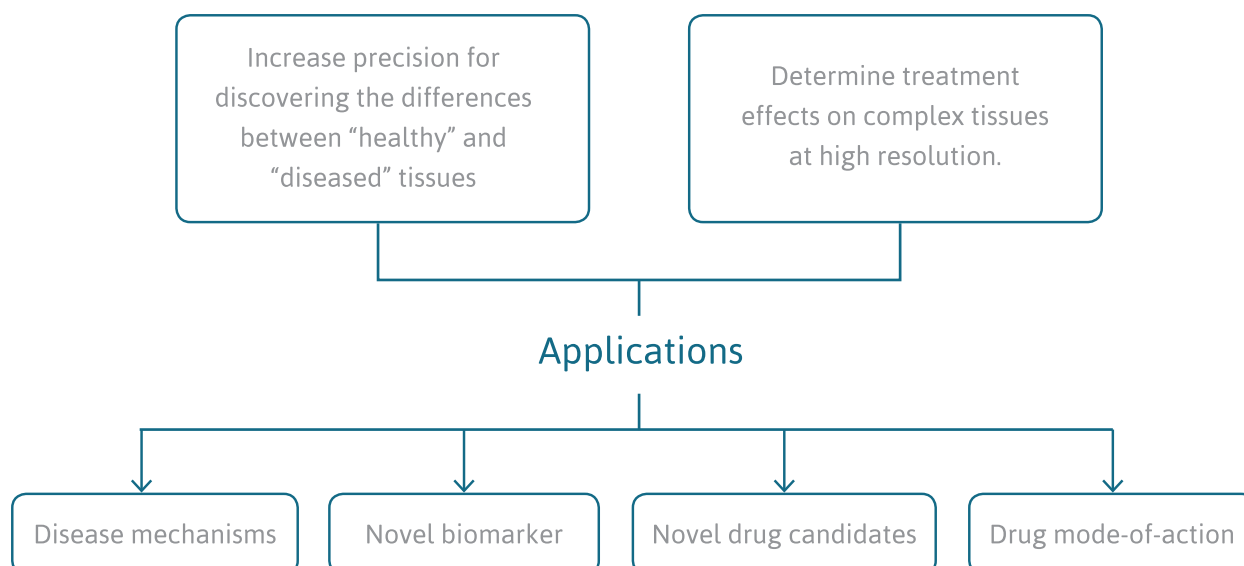 Increase precision for
discovering the differences
between “healthy” and
“diseased” tissues
Determine treatment
effects on complex tissues
at high resolution.
Applications
Disease mechanisms
Novel biomarker
Novel drug candidates
Drug mode-of-action